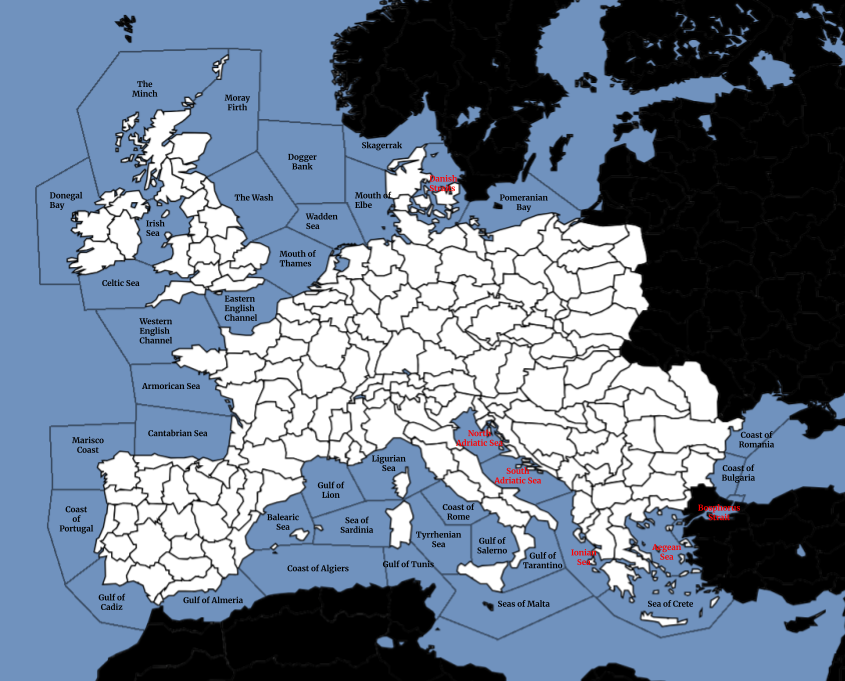 The
Minch
Moray
Firth
Skagerrak
Dogger
Bank
Danish
Straits
Donegal
Bay
The Wash
Mouth of
Elbe
Pomeranian
Bay
Irish
Sea
Wadden
Sea
Mouth of
Thames
Celtic Sea
Eastern
English
Channel
Western
English
Channel
Armorican Sea
Cantabrian Sea
Marisco
Coast
North
Adriatic Sea
Coast of
Romania
Ligurian
Sea
South
Adriatic Sea
Coast of
Bulgaria
Gulf of
Lion
Coast
of
Portugal
Balearic
Sea
Sea of
Sardinia
Coast of
Rome
Bosphorus
Tyrrhenian
Sea
Gulf of
Salerno
Gulf of
Tarantino
Ionian
Sea
Aegean
Sea
Coast of Algiers
Gulf of Tunis
Gulf of
Cadiz
Gulf of Almeria
Seas of Malta
Sea of Crete